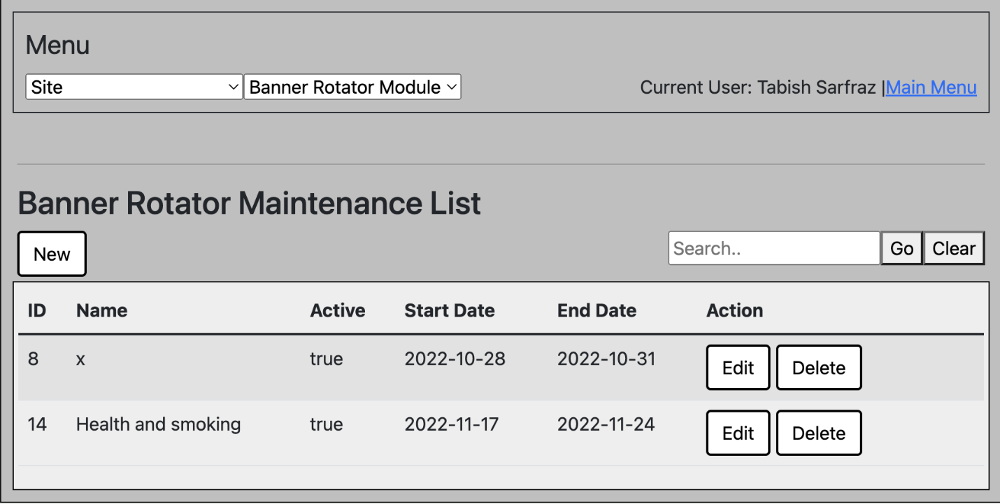 Menu
Site Banner Rotator Module Current User: Tabish Sarfraz |Main Menu
Banner Rotator Maintenance List
New Search.. Go Clear
ID Name Active Start Date End Date Action
8 x true 2022-10-28 2022-10-31 Edit Delete
14 Health and smoking true 2022-11-17 2022-11-24 Edit Delete